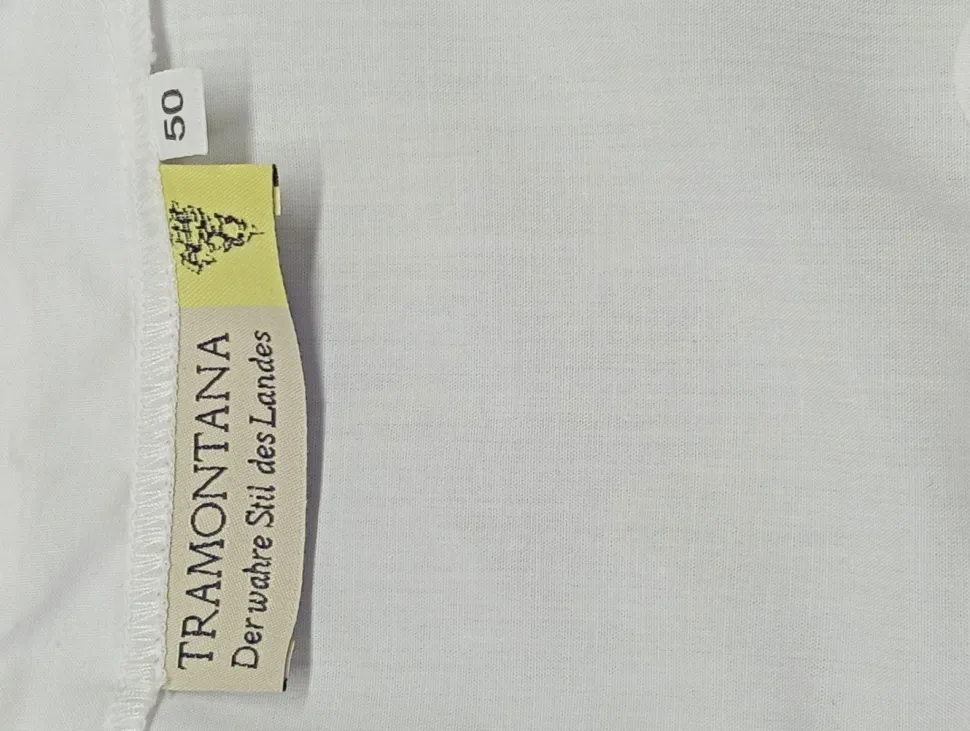 TRAMONTANA
Der wahre Stil des Landes
50